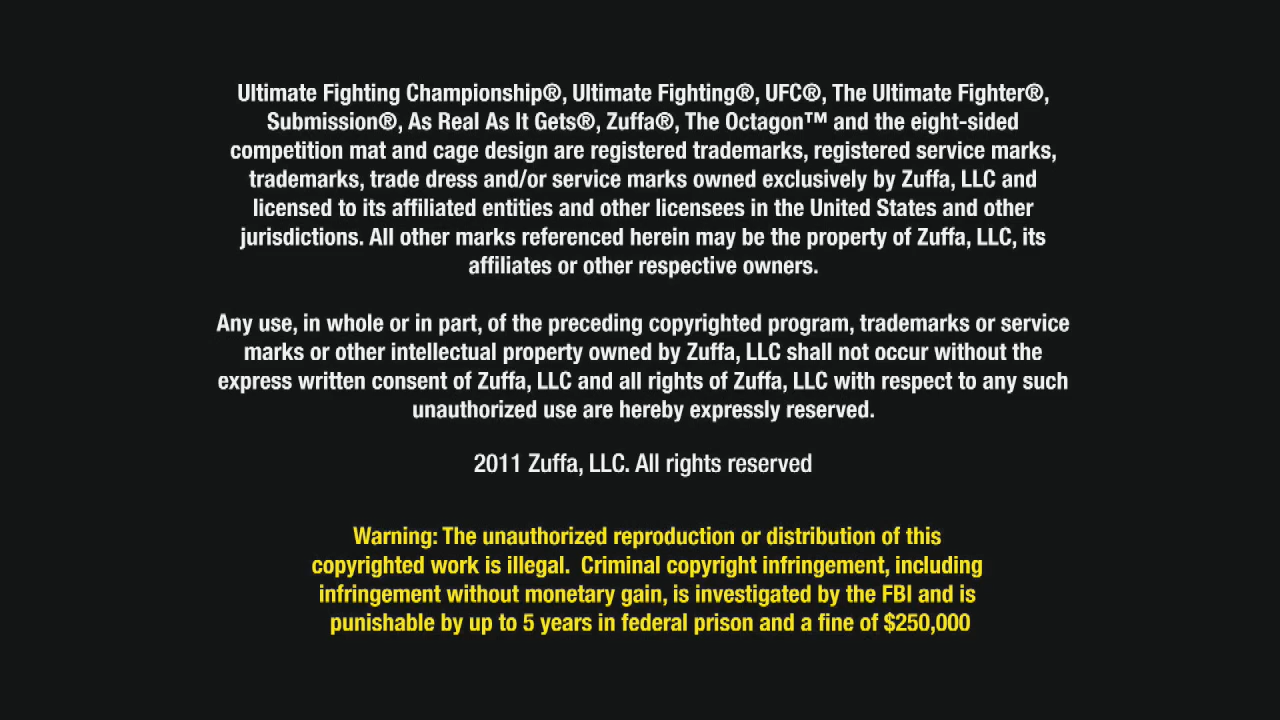 Ultimate Fighting Championship®, Ultimate Fighting®, UFC®, The Ultimate Fighter®,
Submission®, As Real As It Gets®, Zuffa®, The Octagon™ and the eight-sided
competition mat and cage design are registered trademarks, registered service marks,
trademarks, trade dress and/or service marks owned exclusively by Zuffa, LLC and
licensed to its affiliated entities and other licensees in the United States and other
jurisdictions. All other marks referenced herein may be the property of Zuffa, LLC, its
affiliates or other respective owners.
Any use, in whole or in part, of the preceding copyrighted program, trademarks or service
marks or other intellectual property owned by Zuffa, LLC shall not occur without the
express written consent of Zuffa, LLC and all rights of Zuffa, LLC with respect to any such
unauthorized use are hereby expressly reserved.
2011 Zuffa, LLC. All rights reserved
Warning: The unauthorized reproduction or distribution of this
copyrighted work is illegal.  Criminal copyright infringement, including
infringement without monetary gain, is investigated by the FBI and is
punishable by up to 5 years in federal prison and a fine of $250,000